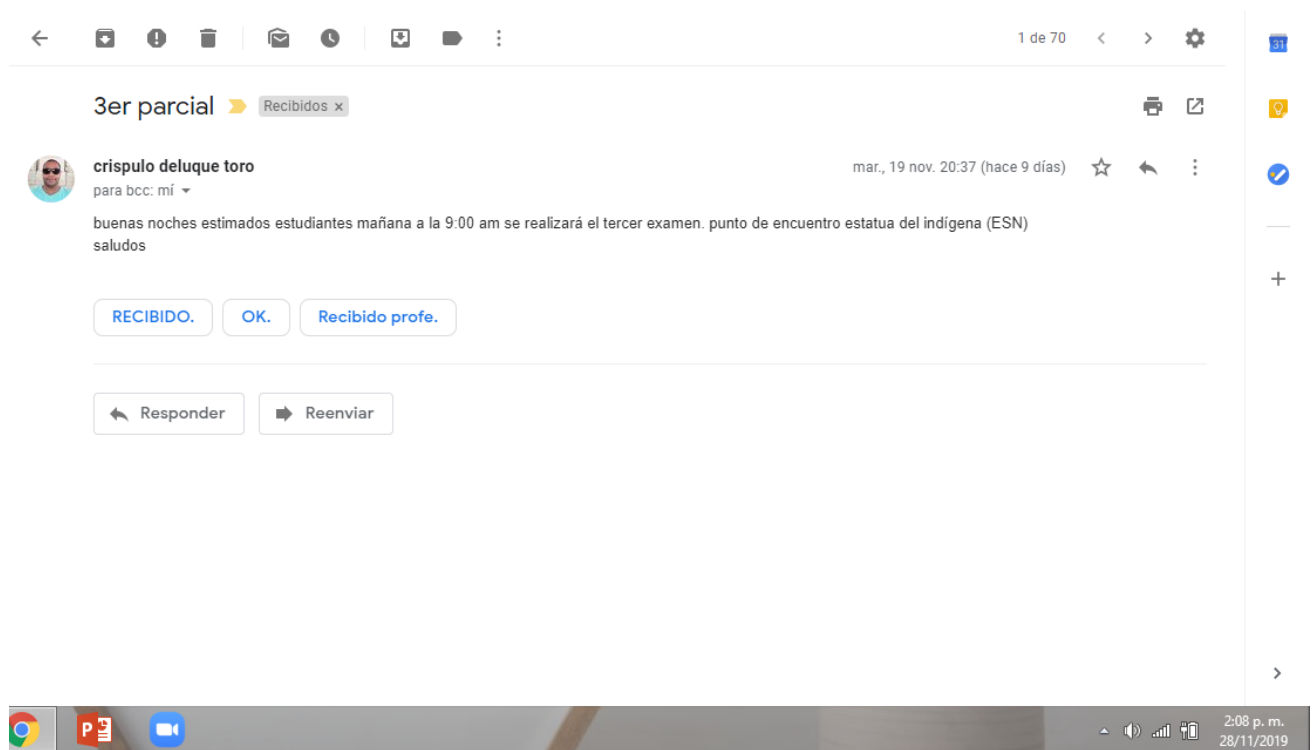 1 de 70
31
3er parcial Recibidos x
crispulo deluque toro
mar., 19 nov. 20:37 (hace 9 días)
para bcc: mí
buenas noches estimados estudiantes mañana a la 9:00 am se realizará el tercer examen. punto de encuentro estatua del indígena (ESN)
saludos
RECIBIDO. OK. Recibido profe.
Responder Reenviar
P
2:08 p. m.
28/11/2019